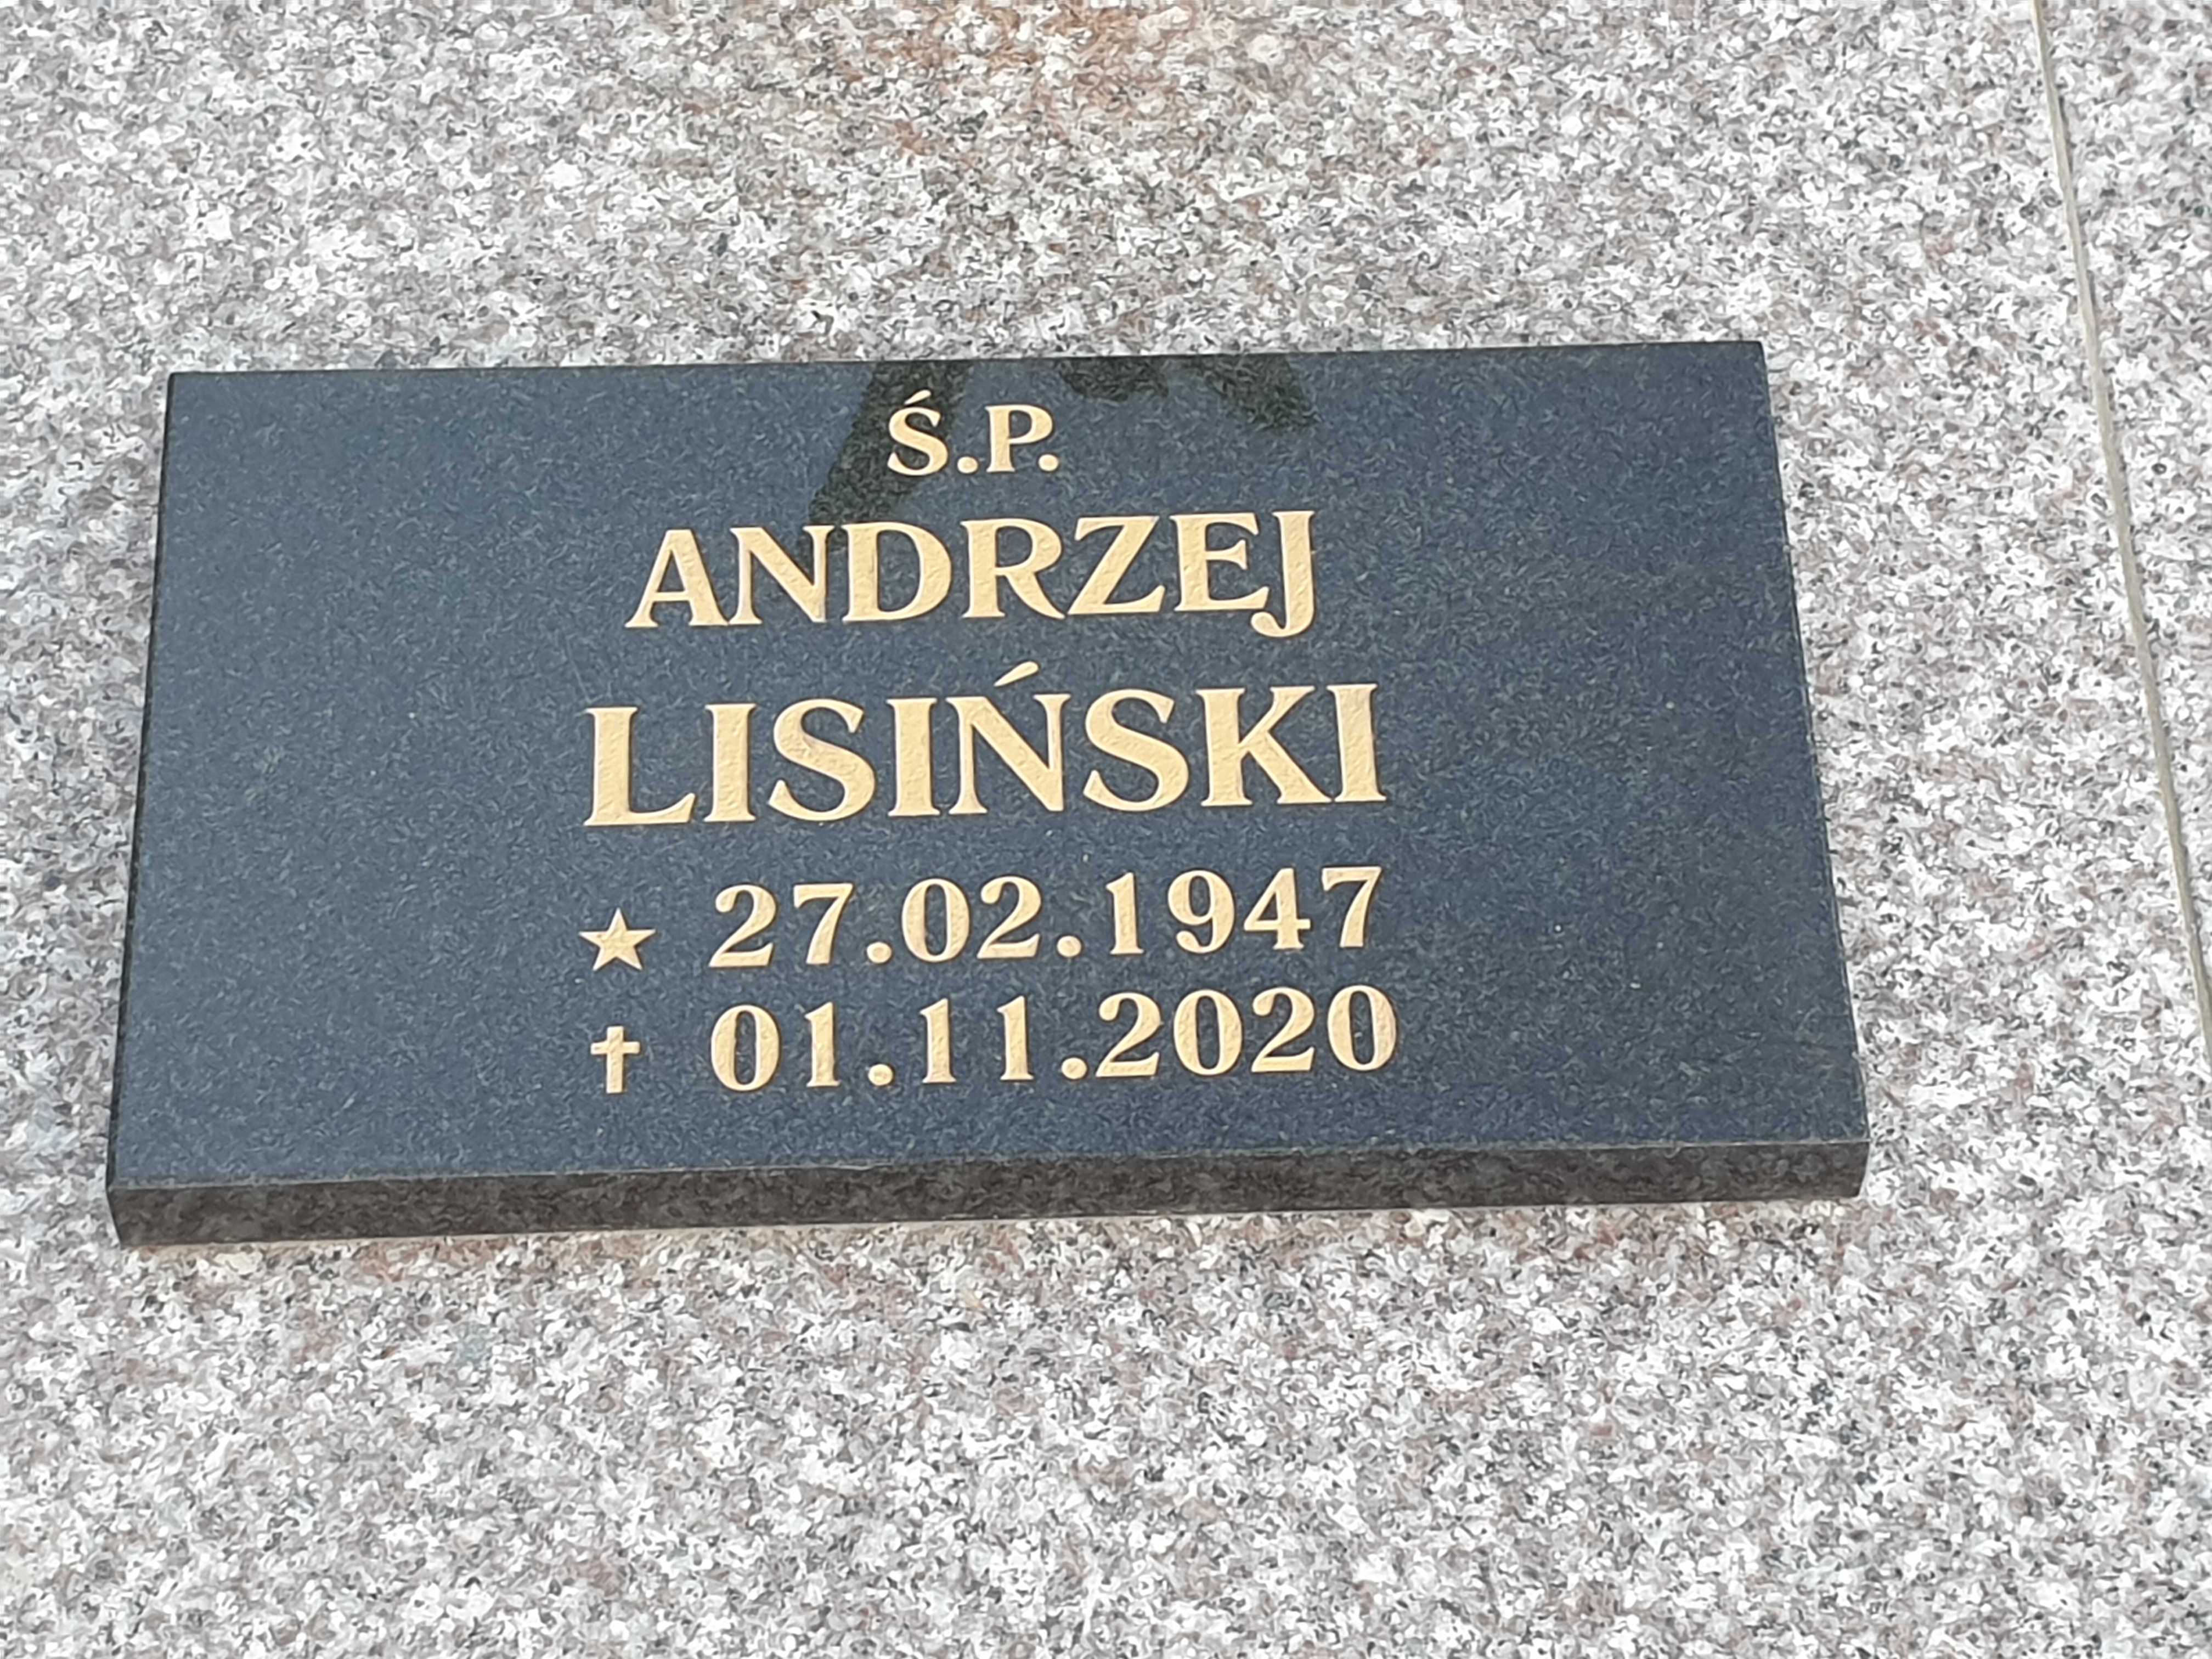 Ś.P.
ANDRZEJ
LISIŃSKI
★ 27.02.1947
✝ 01.11.2020